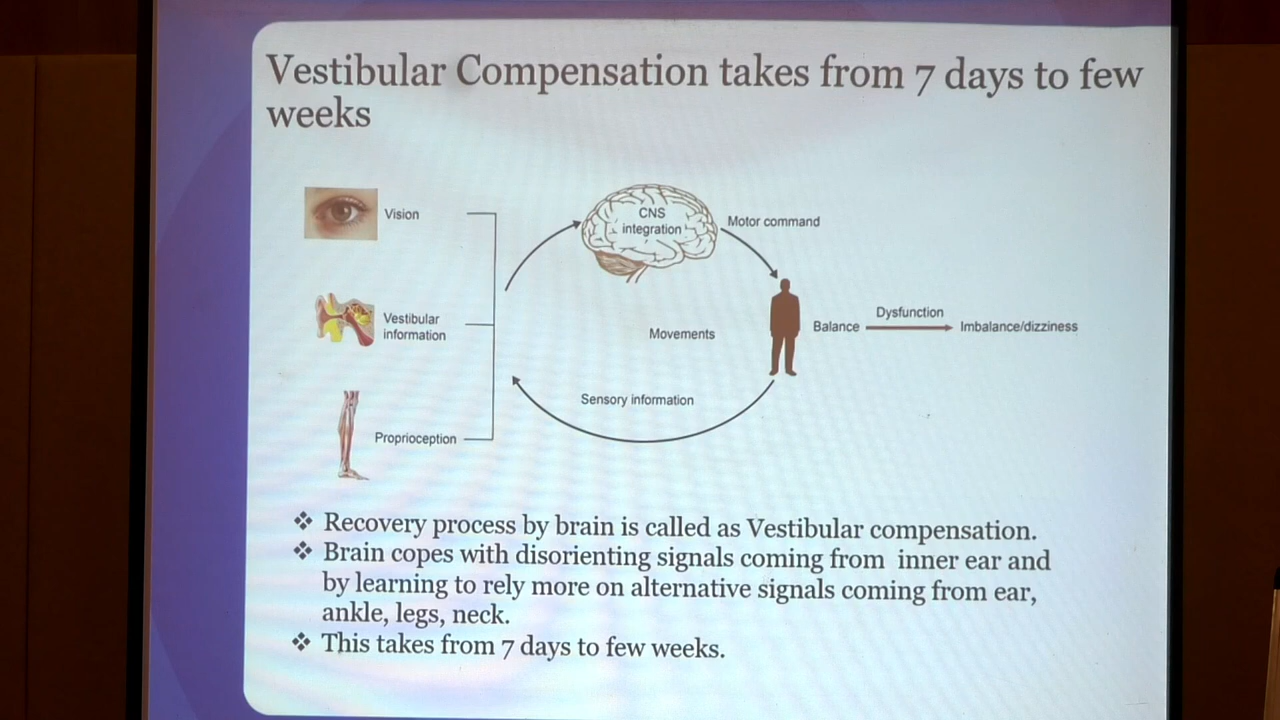 Vestibular Compensation takes from 7 days to few
weeks
Vision
CNS
integration
Motor command
Vestibular
information
Movements
Balance
Dysfunction
Imbalance/dizziness
Sensory information
Proprioception
❖ Recovery process by brain is called as Vestibular compensation.
❖ Brain copes with disorienting signals coming from inner ear and
by learning to rely more on alternative signals coming from ear,
ankle, legs, neck.
❖ This takes from 7 days to few weeks.